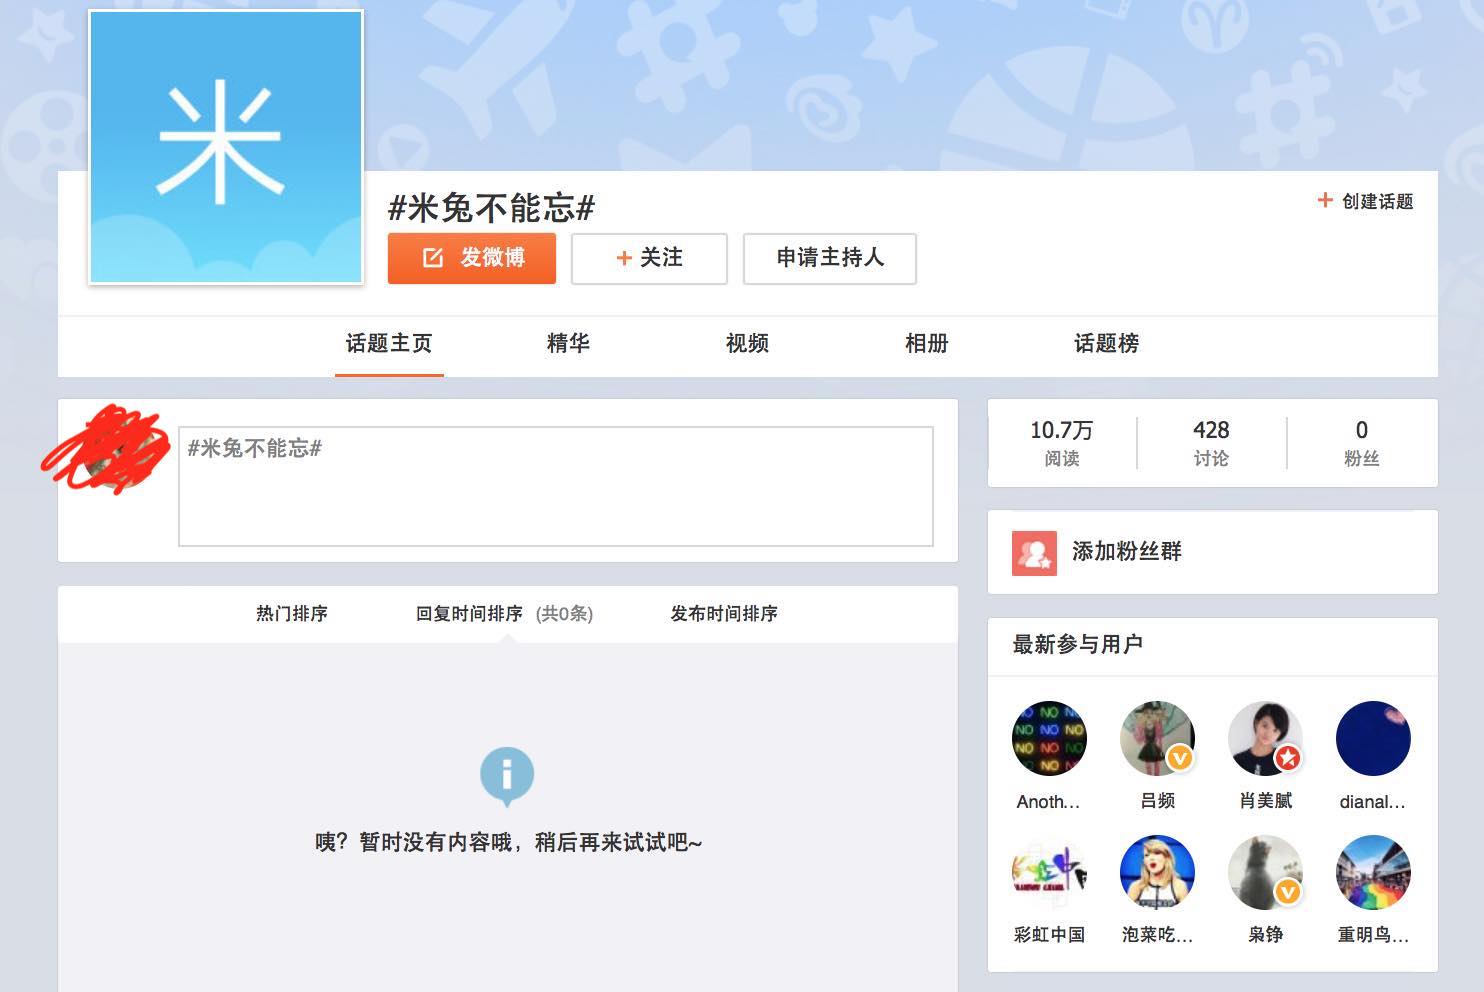 米
#米兔不能忘#
+ 创建话题
发微博
+ 关注
申请主持人
话题主页
精华
视频
相册
话题榜
#米兔不能忘#
10.7万
阅读
428
讨论
0
粉丝
添加粉丝群
热门排序
回复时间排序 (共0条)
发布时间排序
咦？暂时没有内容哦，稍后再来试试吧~
最新参与用户
NO NO NO
NO NO NO
NO NO NO
NO
Anoth...
吕频
肖美腻
dianal...
彩虹中国
泡菜吃...
枭铮
重明鸟...